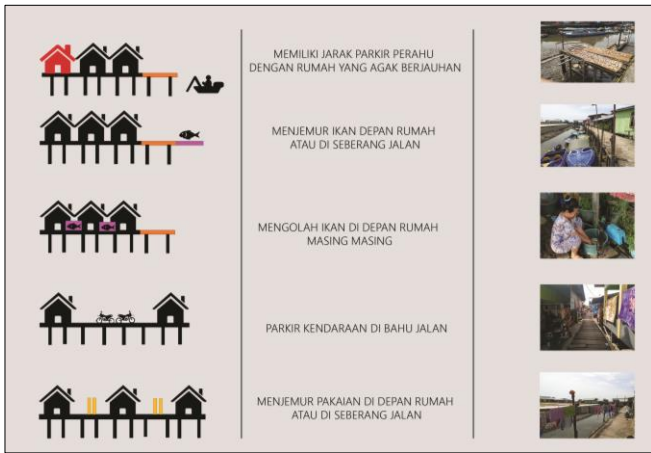 MEMILIKI JARAK PARKIR PERAHU
DENGAN RUMAH YANG AGAK BERJAUHAN
MENJEMUR IKAN DEPAN RUMAH
ATAU DI SEBERANG JALAN
MENGOLAH IKAN DI DEPAN RUMAH
MASING MASING
PARKIR KENDARAAN DI BAHU JALAN
MENJEMUR PAKAIAN DI DEPAN RUMAH
ATAU DI SEBERANG JALAN